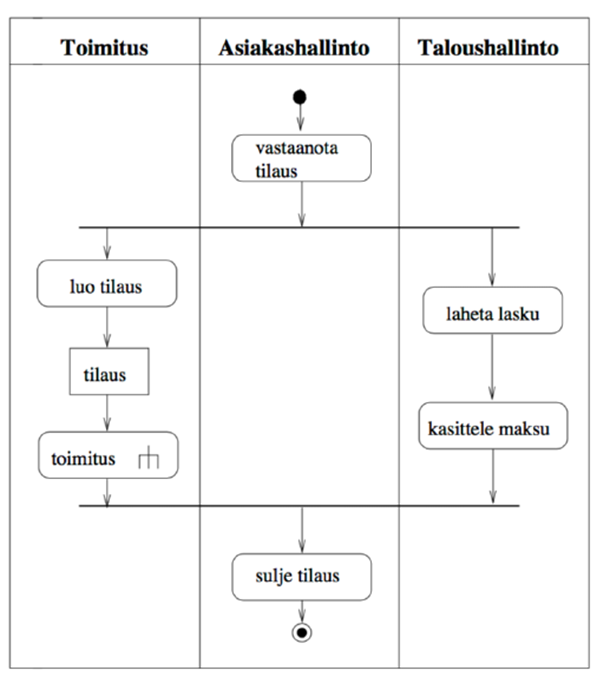 Toimitus
Asiakashallinto
Taloushallinto
vastaanota
tilaus
luo tilaus
laheta lasku
tilaus
kasittele maksu
toimitus
sulje tilaus